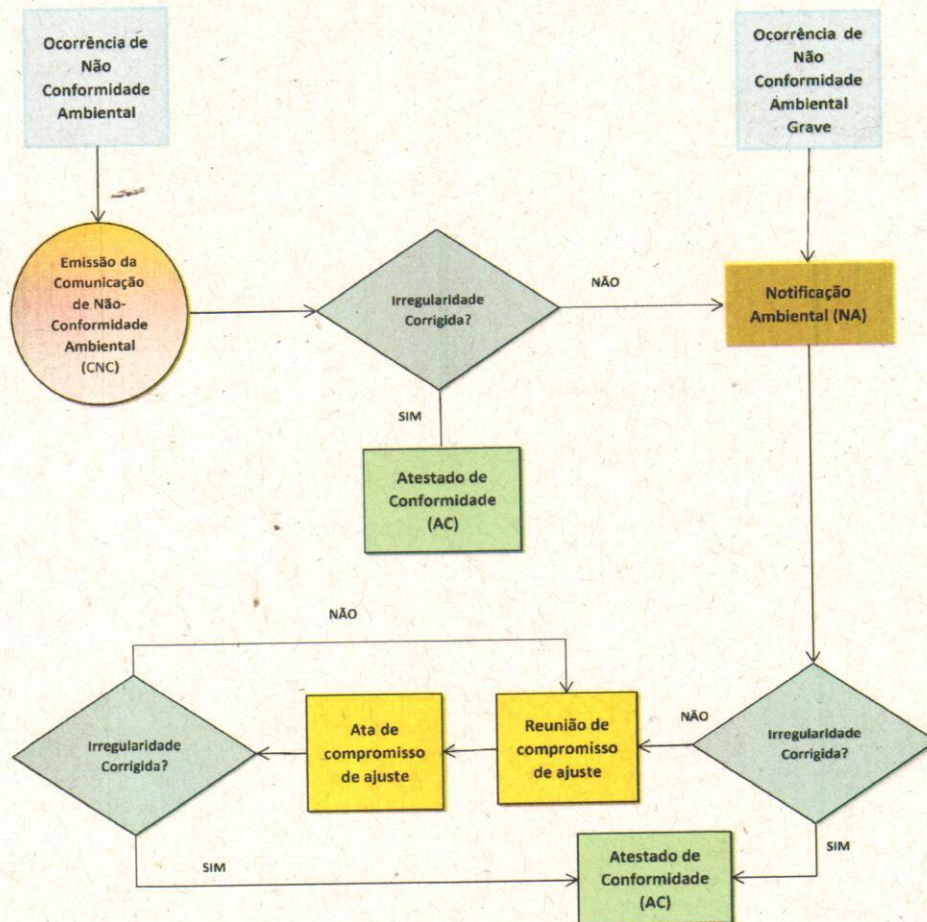 Ocorrência de
Não
Conformidade
Ambiental
Ocorrência de
Não
Conformidade
Ambiental
Grave
Emissão da
Comunicação
de Não-
Conformidade
Ambiental
(CNC)
Irregularidade
Corrigida?
NÃO
Notificação
Ambiental (NA)
SIM
Atestado de
Conformidade
(AC)
NÃO
Irregularidade
Corrigida?
Ata de
compromisso
de ajuste
Reunião de
compromisso
de ajuste
NÃO
Irregularidade
Corrigida?
SIM
Atestado de
Conformidade
(AC)
SIM